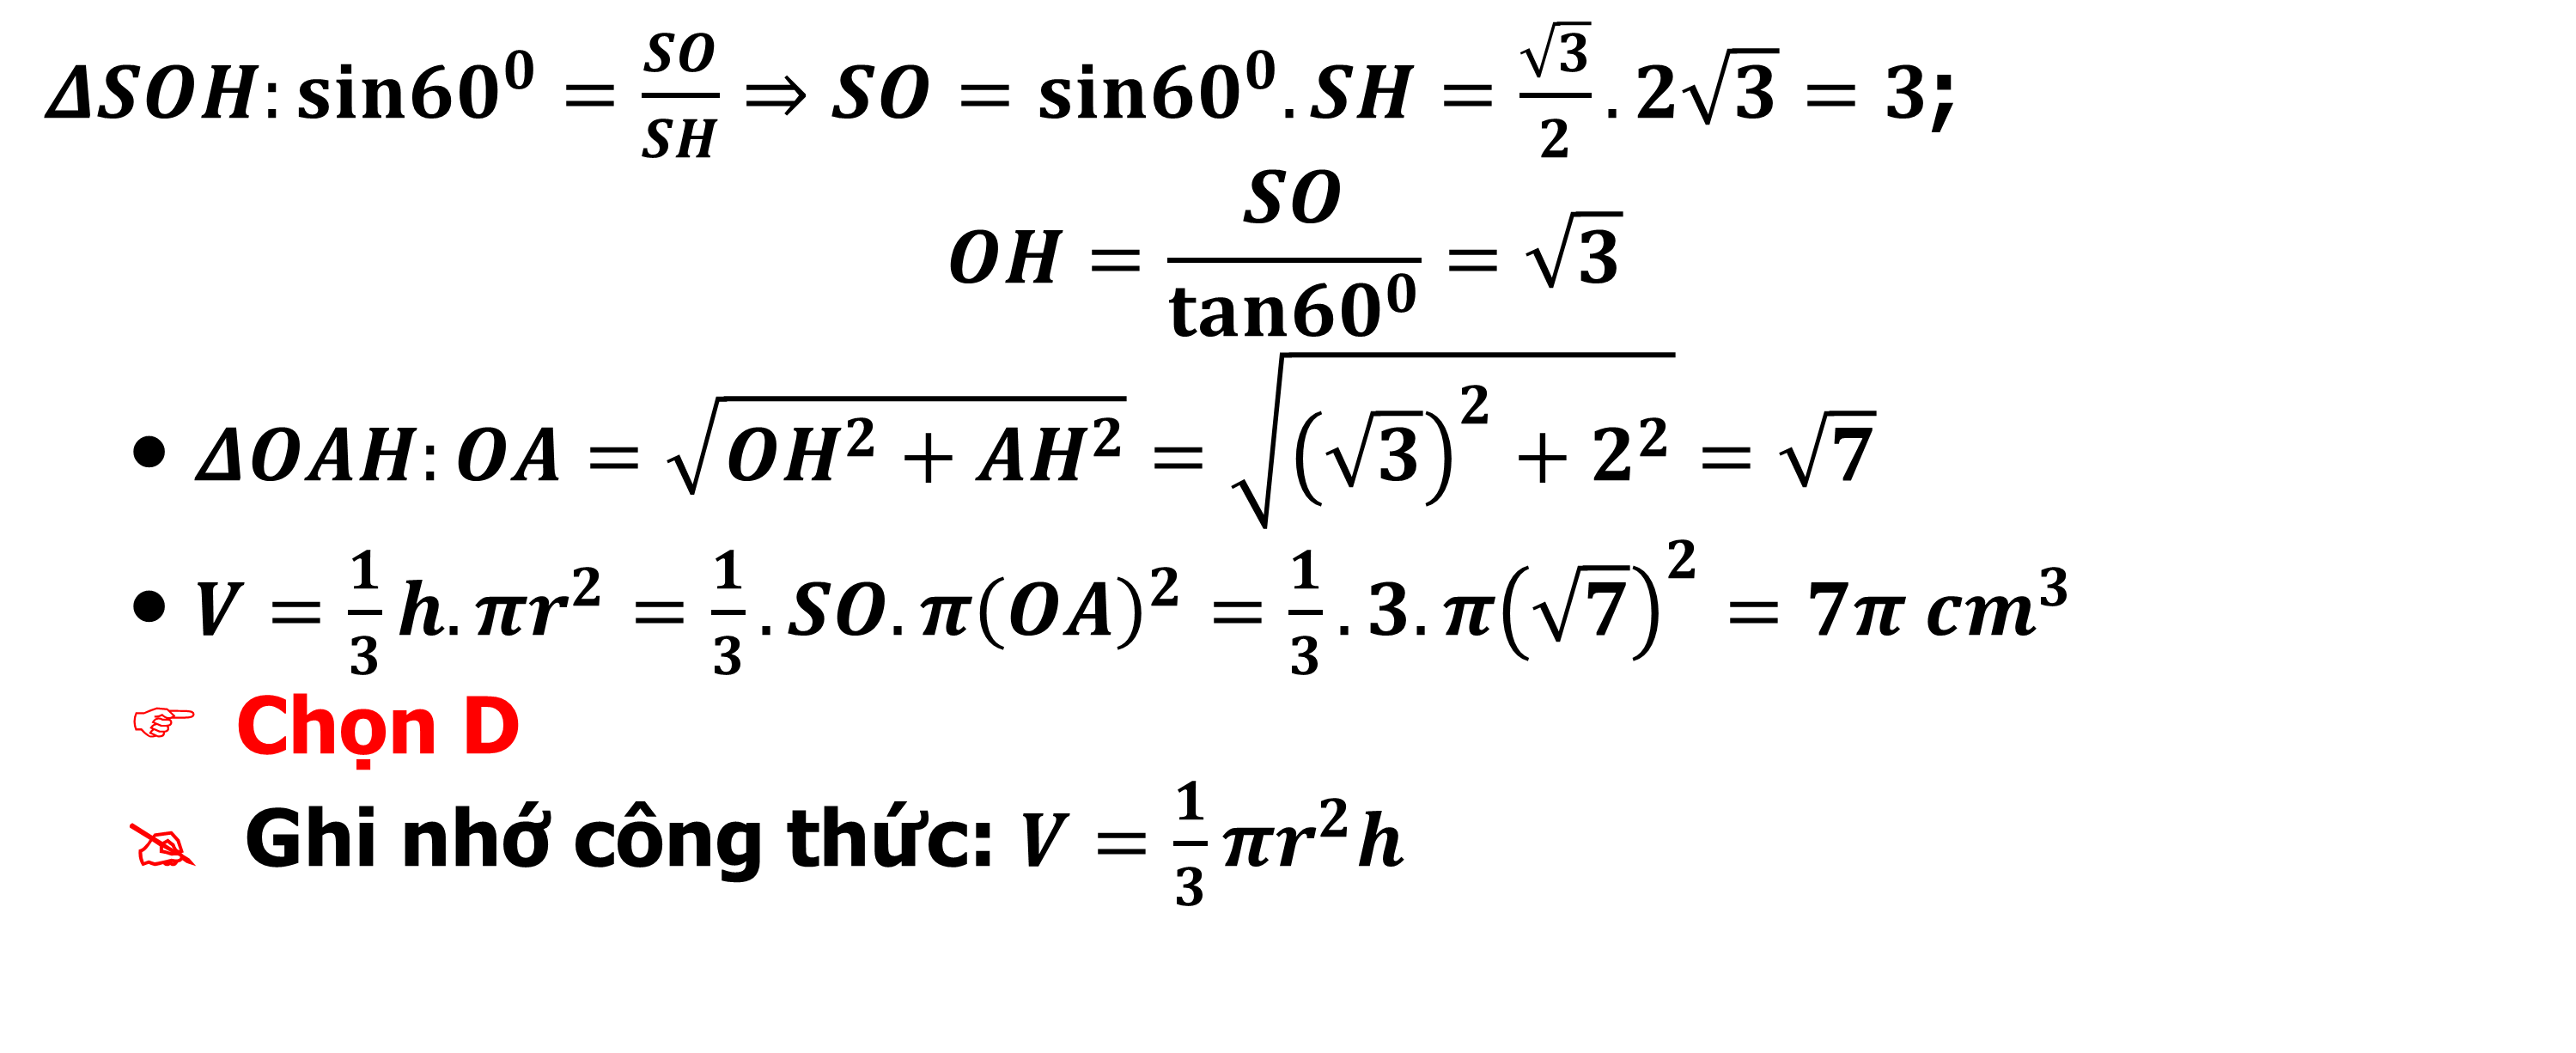 ΔSOH: sin60⁰ = SO/SH ⇒ SO = sin60⁰. SH = √3/2 . 2√3 = 3;
OH = SO/tan60⁰ = √3
• ΔOAH: OA = √(OH² + AH²) = √((√3)² + 2²) = √7
• V = 1/3 h. πr² = 1/3 . SO. π(OA)² = 1/3 . 3. π(√7)² = 7π cm³
☞ Chọn D
✍ Ghi nhớ công thức: V = 1/3 πr²h